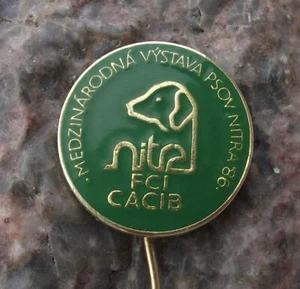 MEDZINÁRODNÁ VÝSTAVA PSOV NITRA '86
nitra
FCI
CACIB